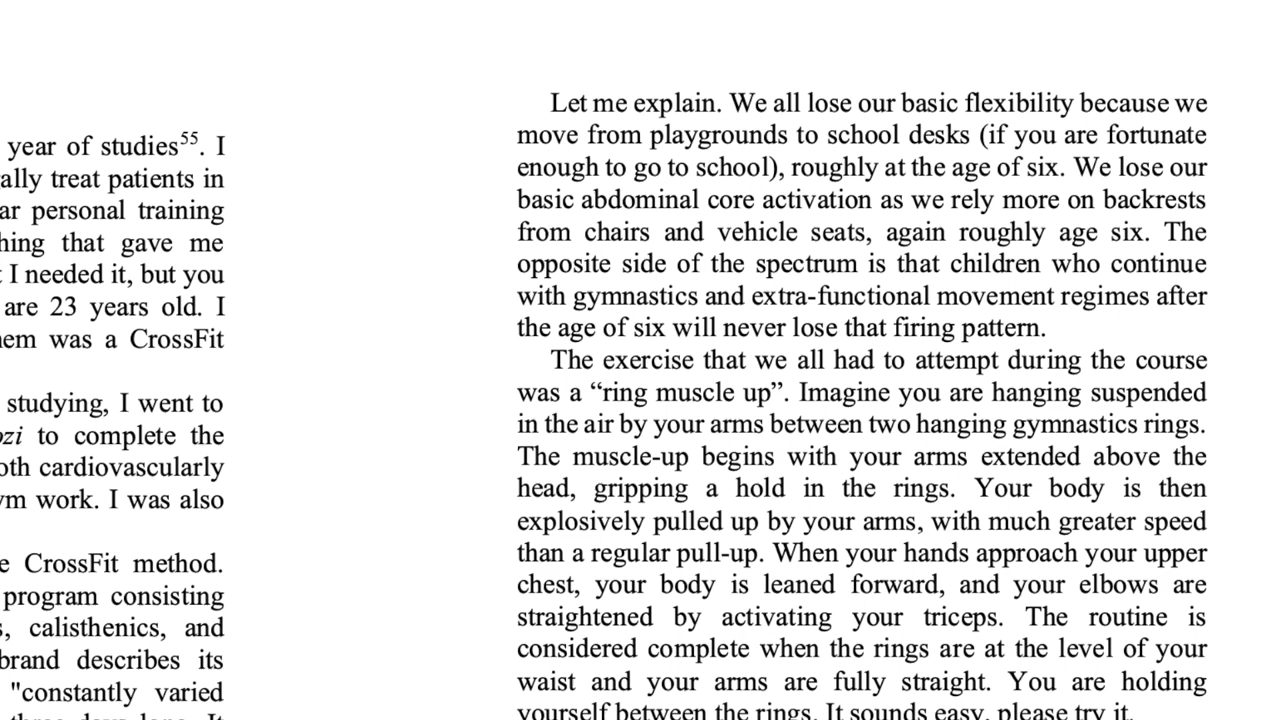 year of studies⁵⁵. I
ally treat patients in
ar personal training
hing that gave me
I needed it, but you
are 23 years old. I
em was a CrossFit
studying, I went to
ozi to complete the
oth cardiovascularly
ym work. I was also
e CrossFit method.
program consisting
s, calisthenics, and
brand describes its
"constantly varied
three days long. It
Let me explain. We all lose our basic flexibility because we
move from playgrounds to school desks (if you are fortunate
enough to go to school), roughly at the age of six. We lose our
basic abdominal core activation as we rely more on backrests
from chairs and vehicle seats, again roughly age six. The
opposite side of the spectrum is that children who continue
with gymnastics and extra-functional movement regimes after
the age of six will never lose that firing pattern.
The exercise that we all had to attempt during the course
was a “ring muscle up”. Imagine you are hanging suspended
in the air by your arms between two hanging gymnastics rings.
The muscle-up begins with your arms extended above the
head, gripping a hold in the rings. Your body is then
explosively pulled up by your arms, with much greater speed
than a regular pull-up. When your hands approach your upper
chest, your body is leaned forward, and your elbows are
straightened by activating your triceps. The routine is
considered complete when the rings are at the level of your
waist and your arms are fully straight. You are holding
yourself between the rings. It sounds easy, please try it.